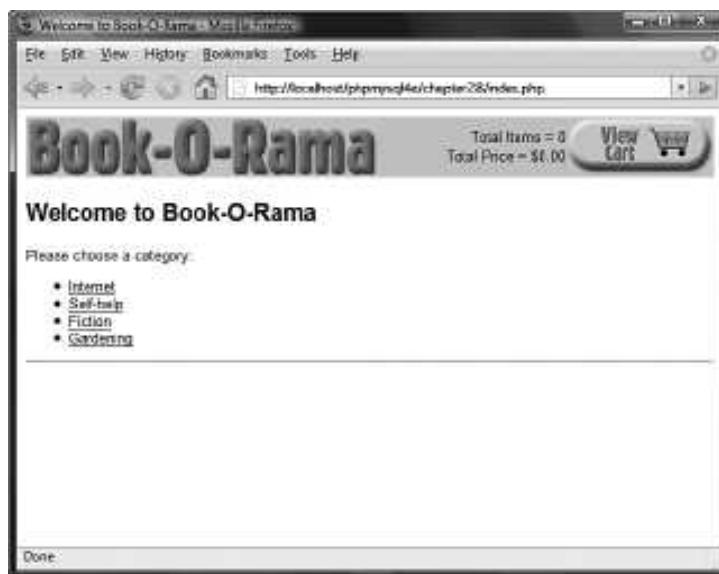 Welcome to Book-O-Rama - Mozilla Firefox
File Edit View History Bookmarks Tools Help
http://localhost/phpmysql4e/chapter28/index.php
Book-O-Rama
Total Items = 0
Total Price = $0.00
View Cart
Welcome to Book-O-Rama
Please choose a category:
• Internet
• Self-help
• Fiction
• Gardening
Done